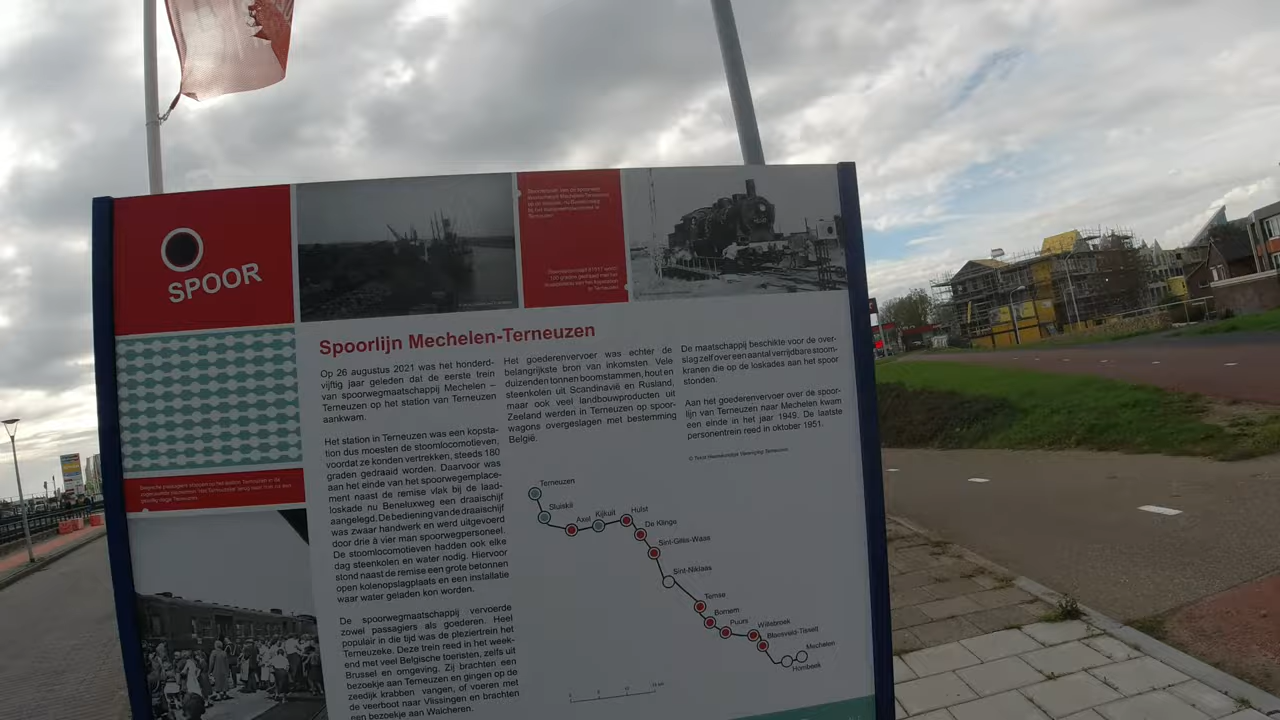 SPOOR
Spoorlijn Mechelen-Terneuzen
Op 26 augustus 2021 was het honderd-
vijftig jaar geleden dat de eerste trein
van spoorwegmaatschappij Mechelen –
Terneuzen op het station van Terneuzen
aankwam.
Het station in Terneuzen was een kopsta-
tion dus moesten de stoomlocomotieven,
voordat ze konden vertrekken, steeds 180
graden gedraaid worden. Daarvoor was
aan het einde van het spoorwegemplace-
ment naast de remise vlak bij de laad-
loskade nu Beneluxweg een draaischijf
aangelegd. De bediening van de draaischijf
was zwaar handwerk en werd uitgevoerd
door drie à vier man spoorwegpersoneel.
De stoomlocomotieven hadden ook elke
dag steenkolen en water nodig. Hiervoor
stond naast de remise een grote betonnen
open kolenopslagplaats en een installatie
waar water geladen kon worden.
De spoorwegmaatschappij vervoerde
zowel passagiers als goederen. Heel
populair in die tijd was de pleziertrein het
Terneuzeke. Deze trein reed in het week-
end met veel Belgische toeristen, zelfs uit
Brussel en omgeving. Zij brachten een
bezoekje aan Terneuzen en gingen op de
zeedijk krabben vangen, of voeren met
de veerboot naar Vlissingen en brachten
een bezoekje aan Walcheren.
Het goederenvervoer was echter de
belangrijkste bron van inkomsten. Vele
duizenden tonnen boomstammen, hout en
steenkolen uit Scandinavië en Rusland,
maar ook veel landbouwproducten uit
Zeeland werden in Terneuzen op spoor-
wagons overgeslagen met bestemming
België.
De maatschappij beschikte voor de over-
slag zelf over een aantal verrijdbare stoom-
kranen die op de loskades aan het spoor
stonden.
Aan het goederenvervoer over de spoor-
lijn van Terneuzen naar Mechelen kwam
een einde in het jaar 1949. De laatste
personentrein reed in oktober 1951.
© Tekst Heemkundige Vereniging Terneuzen
Terneuzen
Sluiskil
Axel
Kijkuit
Hulst
De Klinge
Sint-Gillis-Waas
Sint-Niklaas
Temse
Bornem
Puurs
Willebroek
Blaasveld-Tisselt
Mechelen
Hombeek